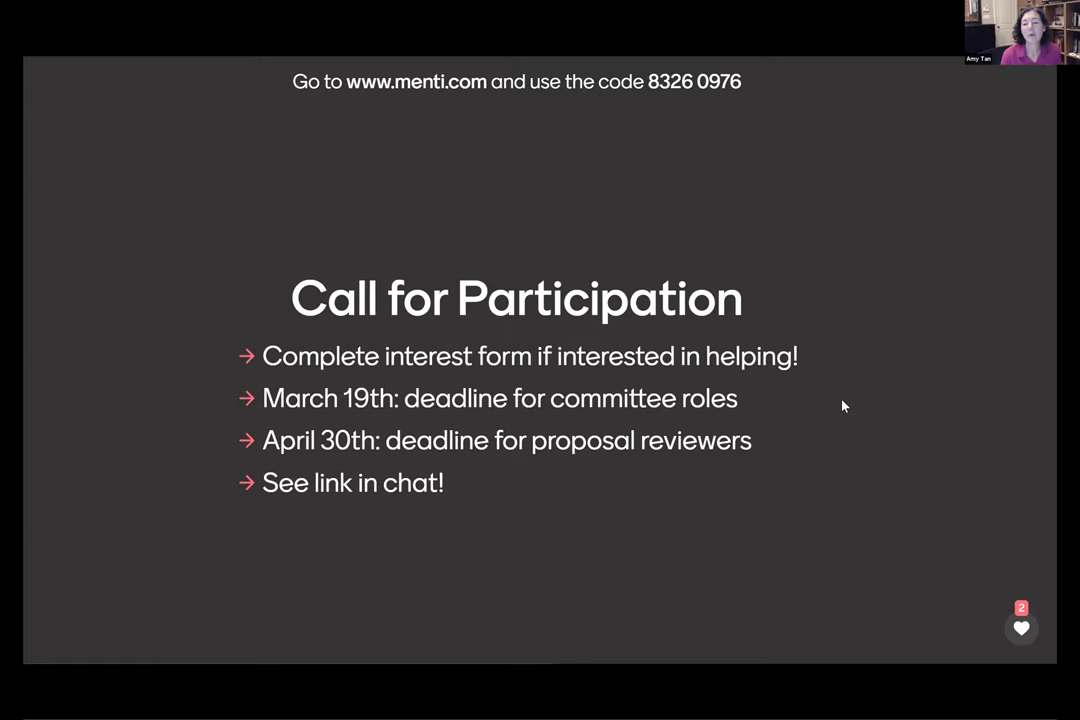 Amy Tan
Go to www.menti.com and use the code 8326 0976
Call for Participation
→ Complete interest form if interested in helping!
→ March 19th: deadline for committee roles
→ April 30th: deadline for proposal reviewers
→ See link in chat!
2